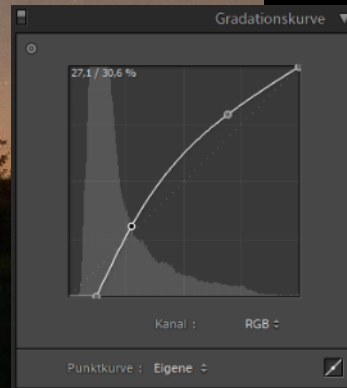 Gradationskurve
27,1 / 30,6 %
Kanal : RGB
Punktkurve : Eigene